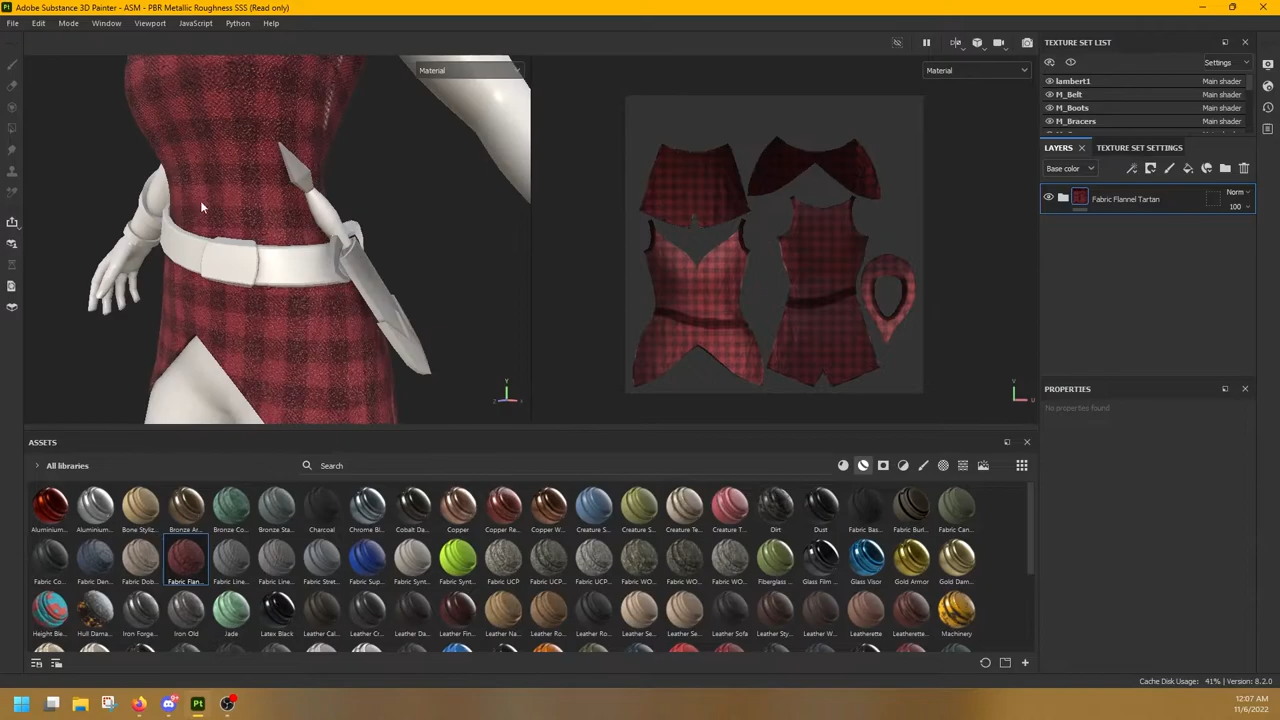 Pt Adobe Substance 3D Painter - ASM - PBR Metallic Roughness SSS (Read only)
File Edit Mode Window Viewport JavaScript Python Help
Material
Material
TEXTURE SET LIST
Settings
lambert1 Main shader
M_Belt Main shader
M_Boots Main shader
M_Bracers Main shader
LAYERS TEXTURE SET SETTINGS
Base color
Fabric Flannel Tartan
Norm
100
PROPERTIES
No properties found
ASSETS
All libraries
Search
Aluminium... Aluminium... Bone Styliz... Bronze Ar... Bronze Co... Bronze Sta... Charcoal Chrome Bl... Cobalt Da... Copper Copper Re... Copper W... Creature S... Creature S... Creature Te... Creature T... Dirt Dust Fabric Bas... Fabric Burl... Fabric Can...
Fabric Co... Fabric Den... Fabric Dob... Fabric Flan... Fabric Line... Fabric Line... Fabric Stret... Fabric Sup... Fabric Synt... Fabric Synt... Fabric UCP Fabric UCP... Fabric UCP... Fabric WO... Fabric WO... Fabric WO... Fiberglass ... Glass Film ... Glass Visor Gold Armor Gold Dam...
Height Ble... Hull Dama... Iron Forge... Iron Old Jade Latex Black Leather Cal... Leather Cr... Leather Da... Leather Fin... Leather Na... Leather Ro... Leather Ro... Leather Se... Leather Se... Leather Sofa Leather Sty... Leather W... Leatherette Leatherette... Machinery
Cache Disk Usage: 41% | Version: 8.2.0
Pt
12:07 AM
11/6/2022
Y
Z
X
V
U